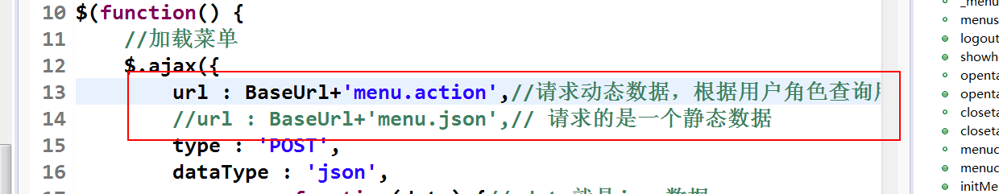 10 $(function() {
11 //加载菜单
12 $.ajax({
13 url : BaseUrl+'menu.action',//请求动态数据，根据用户角色查询用
14 //url : BaseUrl+'menu.json',// 请求的是一个静态数据
15 type : 'POST',
16 dataType : 'json',
_menu
menus
logout
showh
openta
openta
closeta
closeta
menuc
menuc
initMe